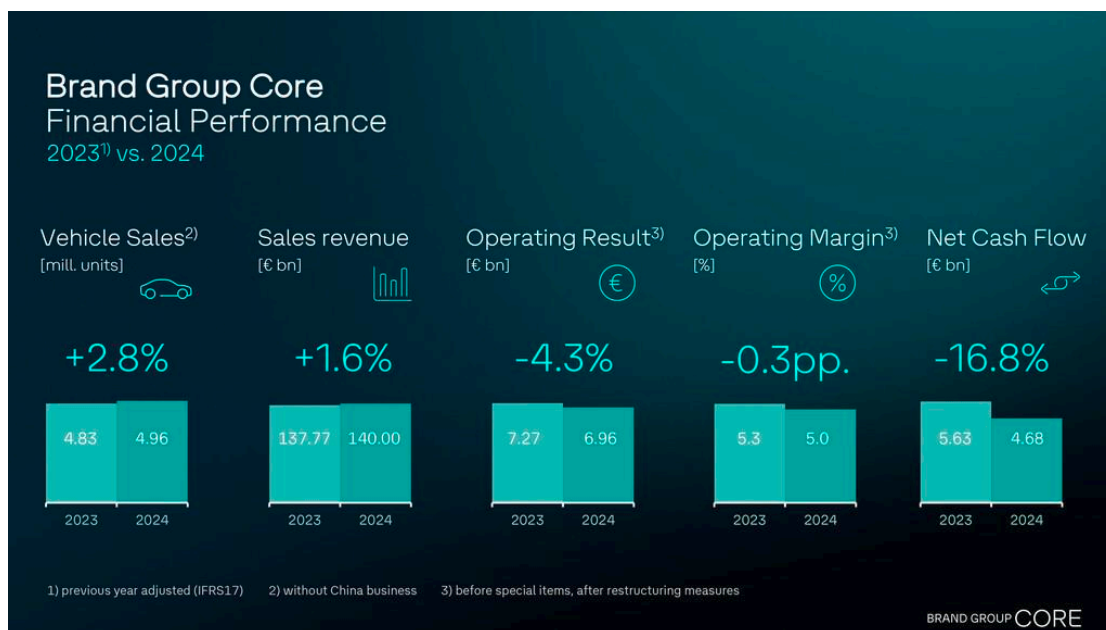 Brand Group Core
Financial Performance
2023¹⁾ vs. 2024
Vehicle Sales²⁾
[mill. units]
+2.8%
4.83 4.96
2023 2024
Sales revenue
[€ bn]
+1.6%
137.77 140.00
2023 2024
Operating Result³⁾
[€ bn]
€
-4.3%
7.27 6.96
2023 2024
Operating Margin³⁾
[%]
%
-0.3pp.
5.3 5.0
2023 2024
Net Cash Flow
[€ bn]
-16.8%
5.63 4.68
2023 2024
1) previous year adjusted (IFRS17) 2) without China business 3) before special items, after restructuring measures
BRAND GROUP CORE